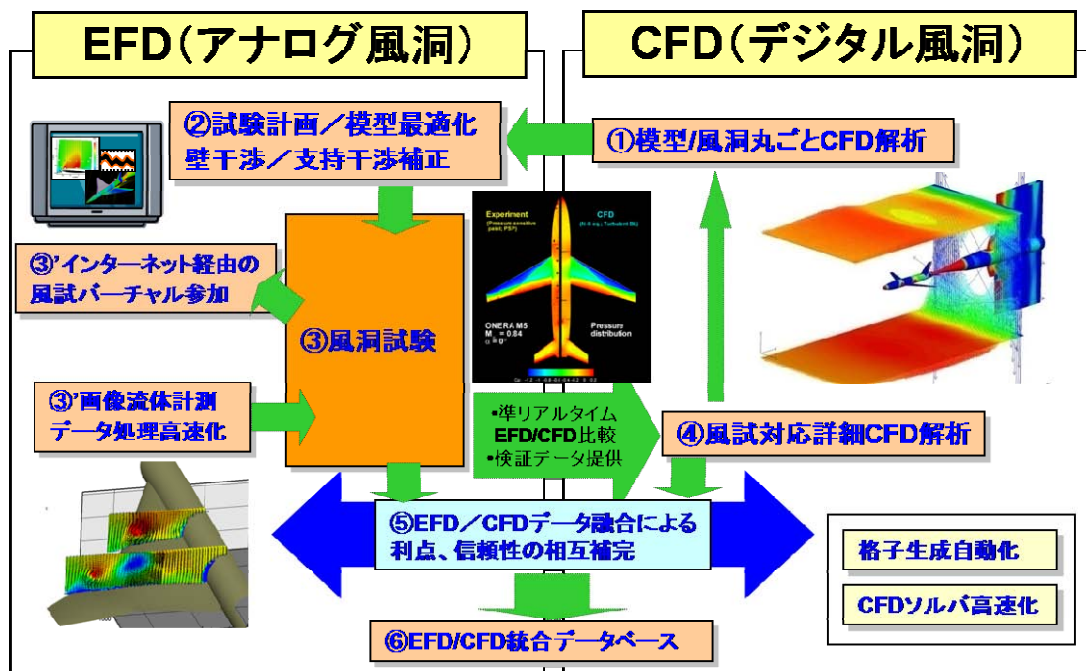 EFD(アナログ風洞)
CFD(デジタル風洞)
②試験計画／模型最適化
壁干渉／支持干渉補正
①模型/風洞丸ごとCFD解析
③'インターネット経由の
風試バーチャル参加
③風洞試験
Experiment
(Pressure sensitive
paint: PSP)
CFD
ONERA M5
M∞ = 0.84
α = 0°
Pressure
distribution
③'画像流体計測
データ処理高速化
•準リアルタイム
EFD/CFD比較
•検証データ提供
④風試対応詳細CFD解析
⑤EFD／CFDデータ融合による
利点、信頼性の相互補完
格子生成自動化
CFDソルバ高速化
⑥EFD/CFD統合データベース